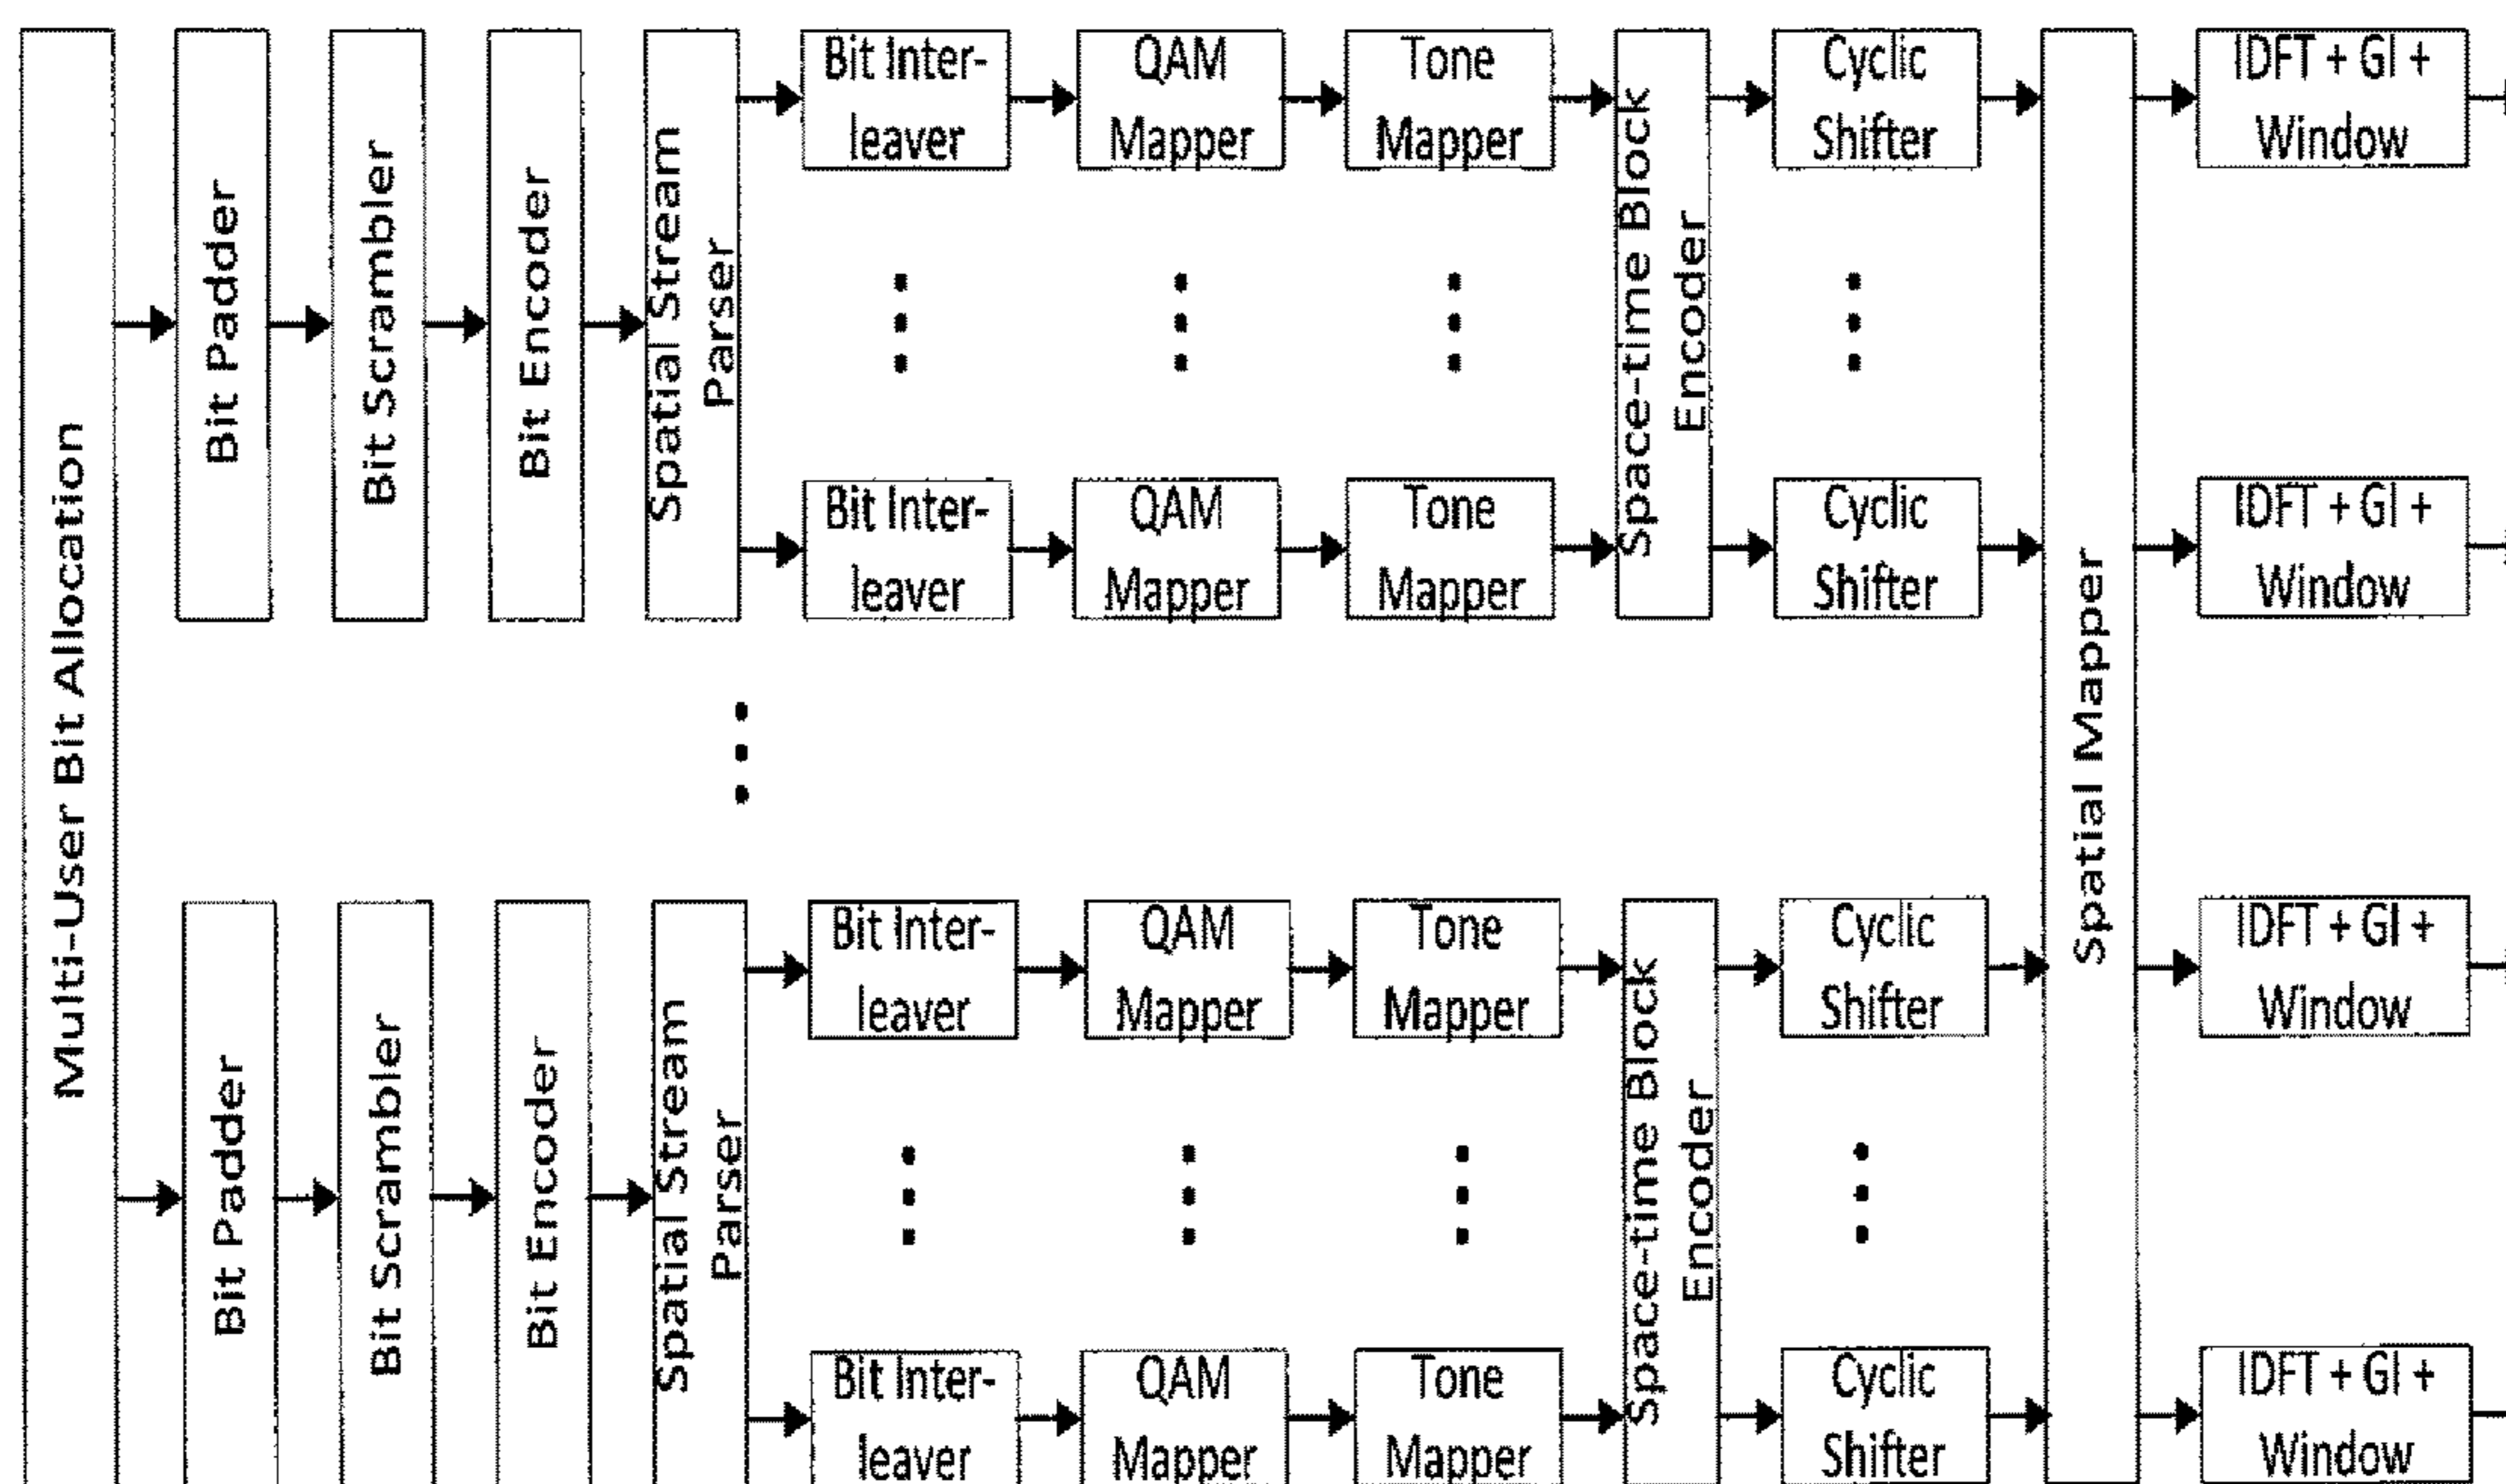 Multi-User Bit Allocation
Bit Padder
Bit Scrambler
Bit Encoder
Spatial Stream
Parser
Bit Inter-
leaver
QAM
Mapper
Tone
Mapper
Space-time Block
Encoder
Cyclic
Shifter
Spatial Mapper
IDFT + GI +
Window
Bit Inter-
leaver
QAM
Mapper
Tone
Mapper
Cyclic
Shifter
IDFT + GI +
Window
Bit Padder
Bit Scrambler
Bit Encoder
Spatial Stream
Parser
Bit Inter-
leaver
QAM
Mapper
Tone
Mapper
Space-time Block
Encoder
Cyclic
Shifter
IDFT + GI +
Window
Bit Inter-
leaver
QAM
Mapper
Tone
Mapper
Cyclic
Shifter
IDFT + GI +
Window